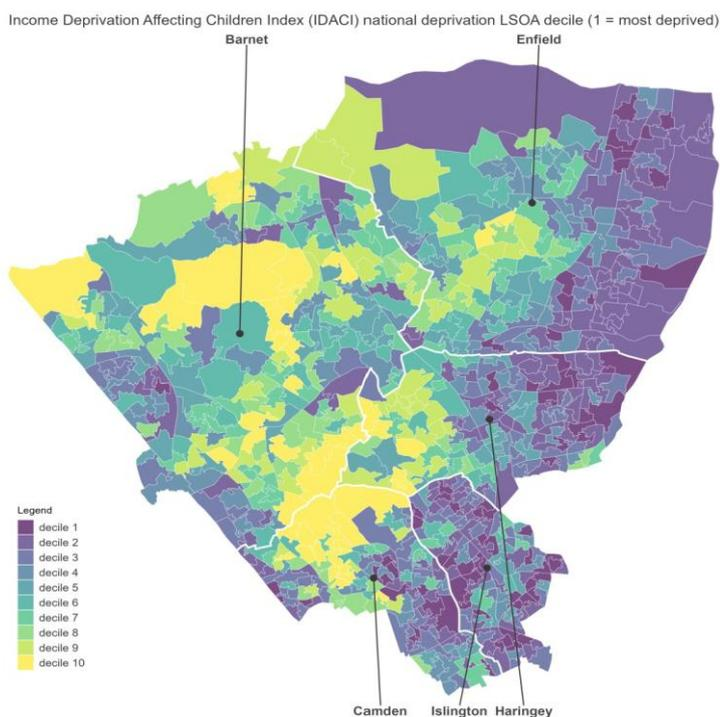 Income Deprivation Affecting Children Index (IDACI) national deprivation LSOA decile (1 = most deprived)
Barnet
Enfield
Legend
decile 1
decile 2
decile 3
decile 4
decile 5
decile 6
decile 7
decile 8
decile 9
decile 10
Camden
Islington
Haringey